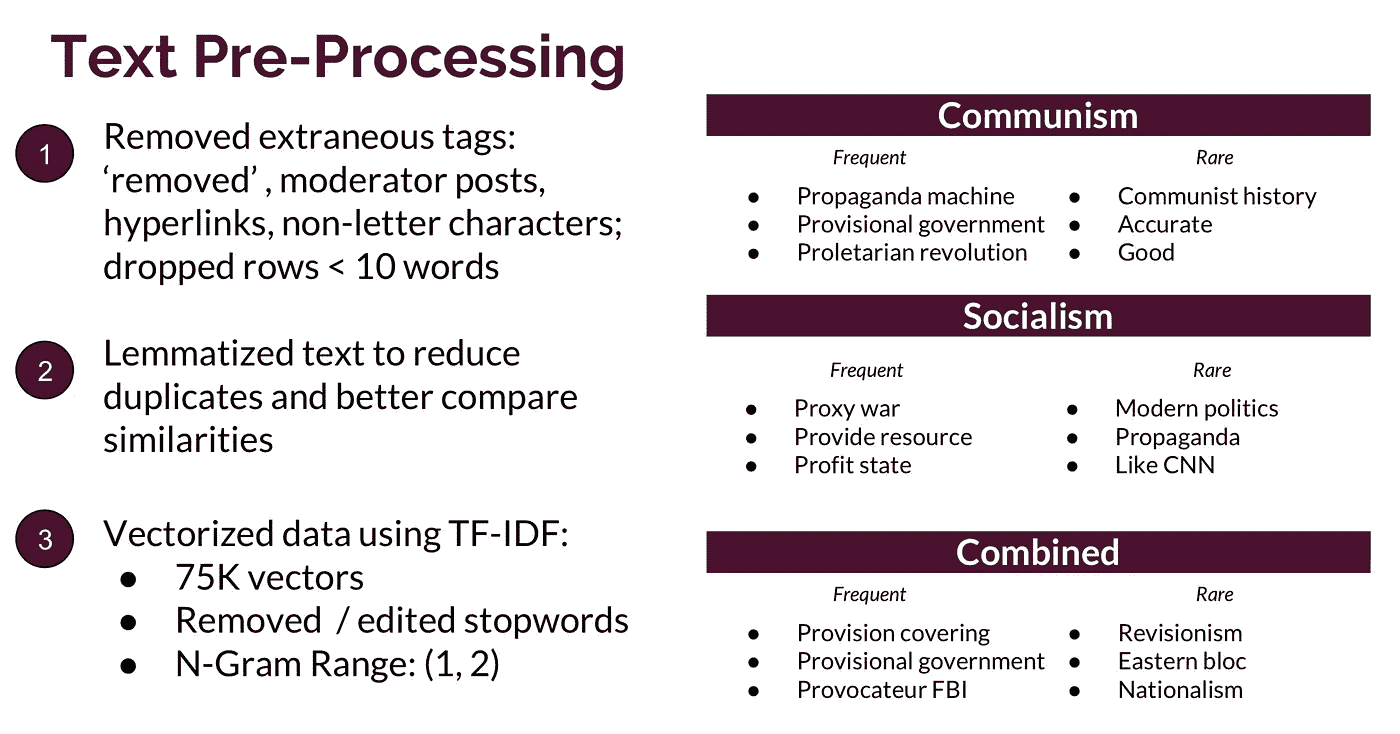 Text Pre-Processing
1
Removed extraneous tags:
‘removed’ , moderator posts,
hyperlinks, non-letter characters;
dropped rows < 10 words
2
Lemmatized text to reduce
duplicates and better compare
similarities
3
Vectorized data using TF-IDF:
● 75K vectors
● Removed / edited stopwords
● N-Gram Range: (1, 2)
Communism
Frequent
● Propaganda machine
● Provisional government
● Proletarian revolution
Rare
● Communist history
● Accurate
● Good
Socialism
Frequent
● Proxy war
● Provide resource
● Profit state
Rare
● Modern politics
● Propaganda
● Like CNN
Combined
Frequent
● Provision covering
● Provisional government
● Provocateur FBI
Rare
● Revisionism
● Eastern bloc
● Nationalism